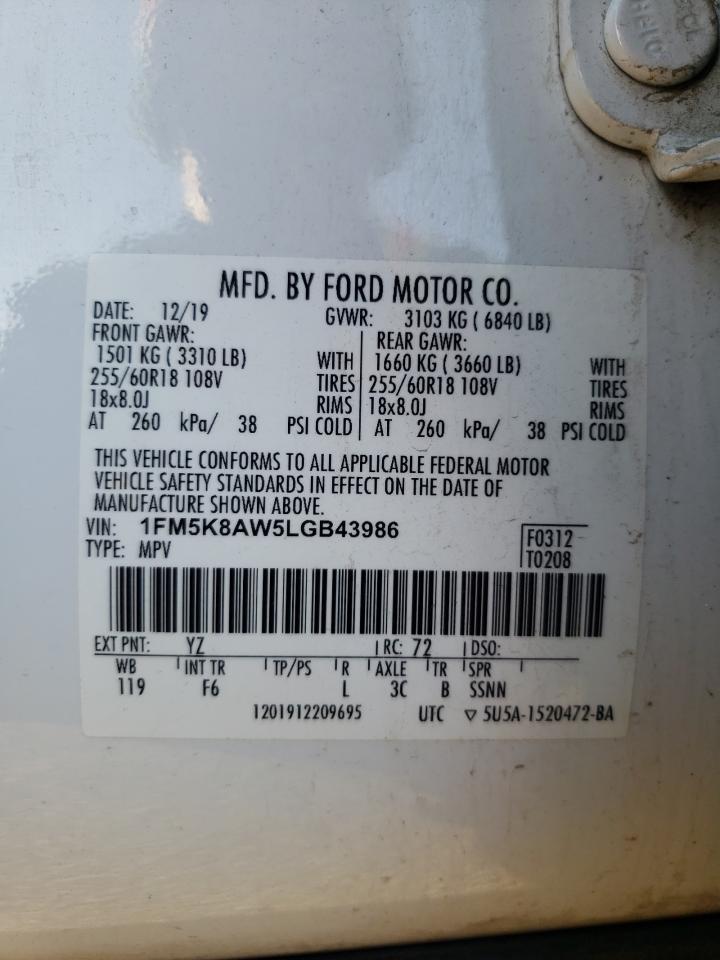 MFD. BY FORD MOTOR CO.
DATE: 12/19 GVWR: 3103 KG ( 6840 LB)
FRONT GAWR: REAR GAWR:
1501 KG ( 3310 LB) WITH 1660 KG ( 3660 LB) WITH
255/60R18 108V TIRES 255/60R18 108V TIRES
18x8.0J RIMS 18x8.0J RIMS
AT 260 kPa/ 38 PSI COLD AT 260 kPa/ 38 PSI COLD
THIS VEHICLE CONFORMS TO ALL APPLICABLE FEDERAL MOTOR
VEHICLE SAFETY STANDARDS IN EFFECT ON THE DATE OF
MANUFACTURE SHOWN ABOVE.
VIN: 1FM5K8AW5LGB43986 F0312
TYPE: MPV T0208
EXT PNT: YZ RC: 72 DSO:
WB INT TR TP/PS R AXLE TR SPR
119 F6 L 3C B SSNN
1201912209695 UTC ▽ 5U5A-1520472-BA